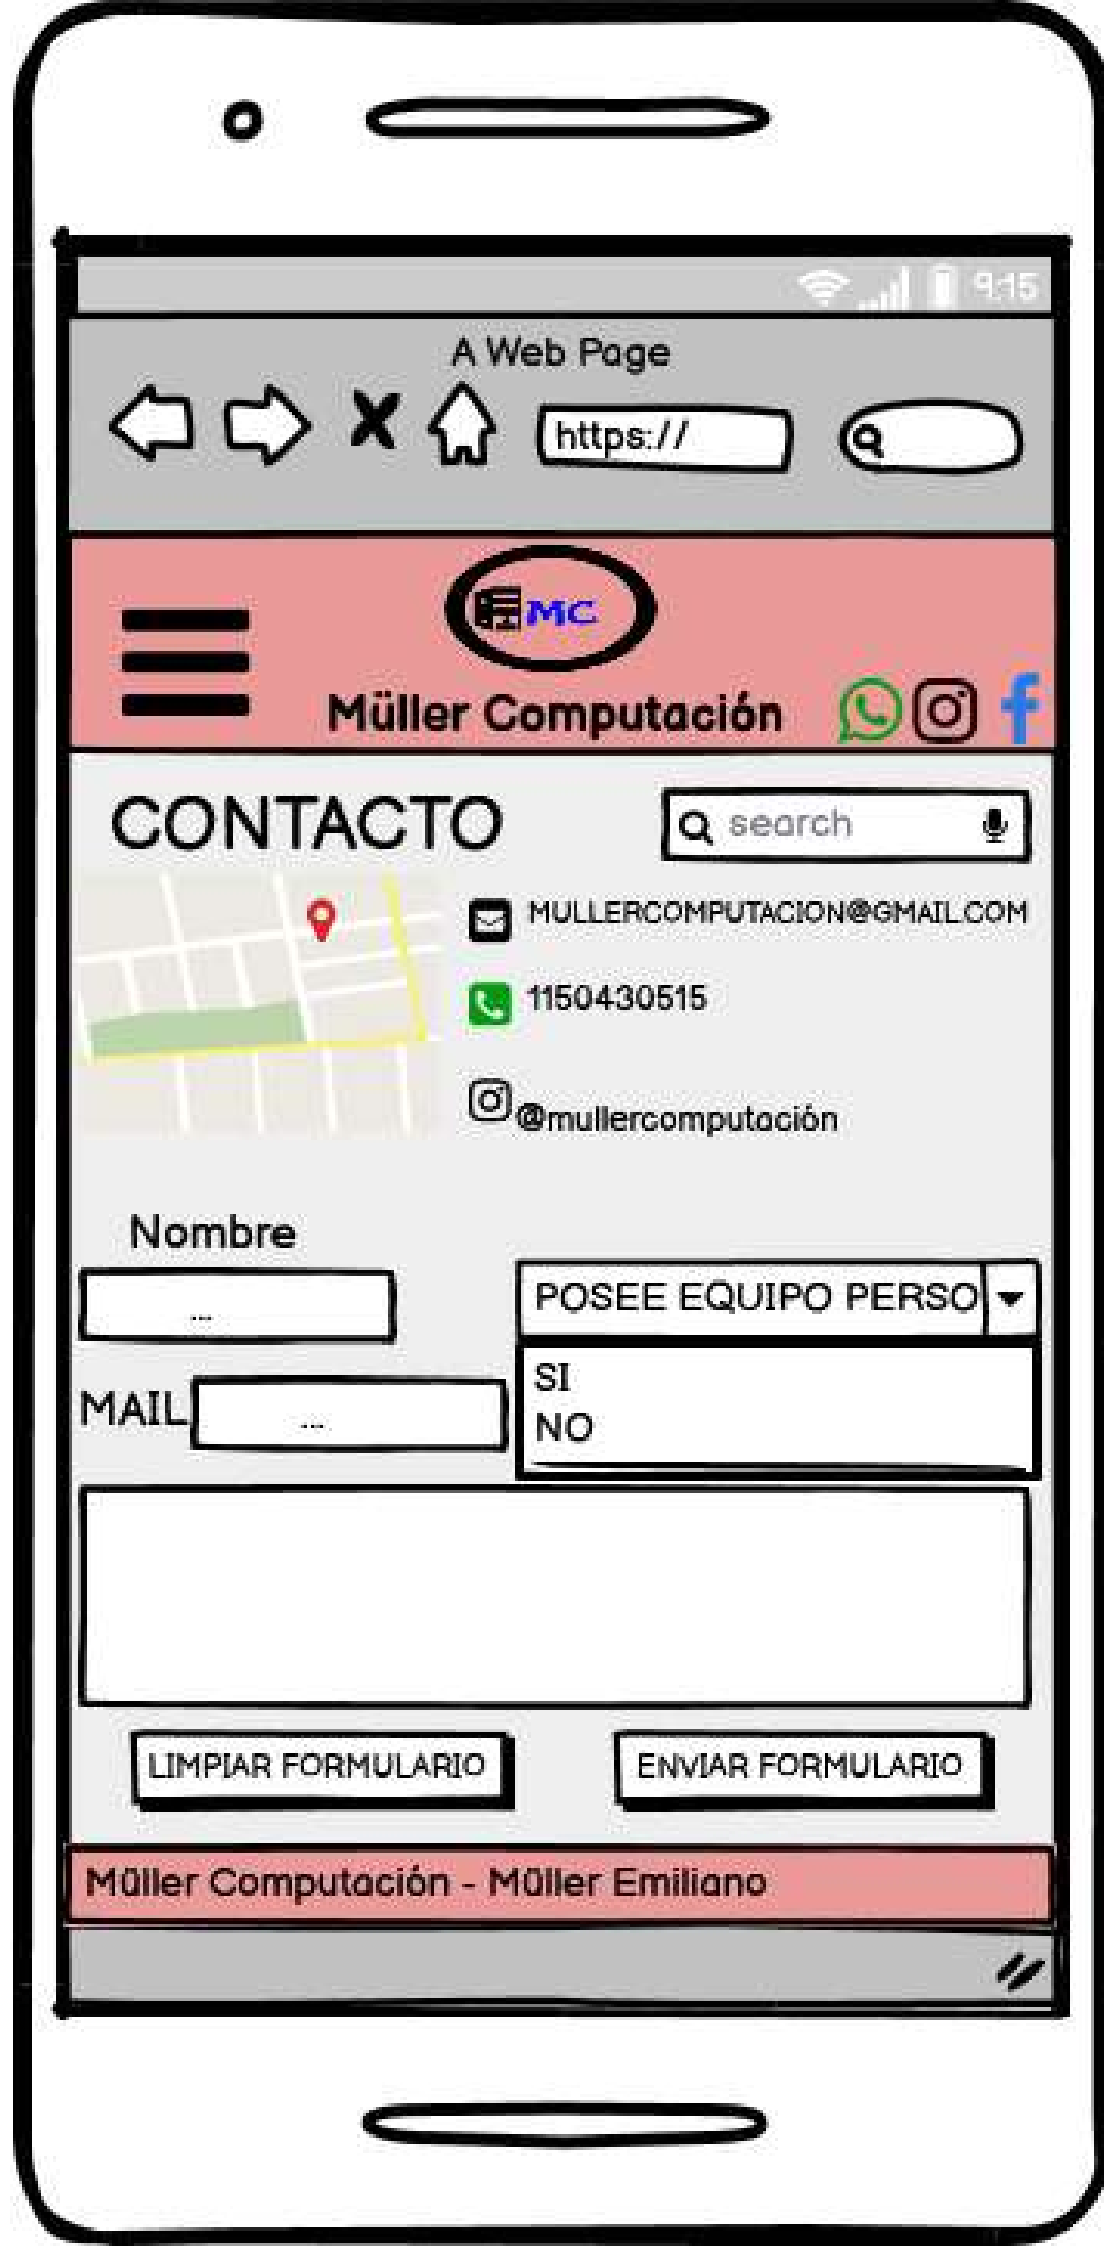 9:15
A Web Page
https://
MC
Müller Computación
CONTACTO
search
MULLERCOMPUTACION@GMAIL.COM
1150430515
@mullercomputación
Nombre
...
POSEE EQUIPO PERSO
SI
NO
MAIL
...
LIMPIAR FORMULARIO
ENVIAR FORMULARIO
Müller Computación - Müller Emiliano